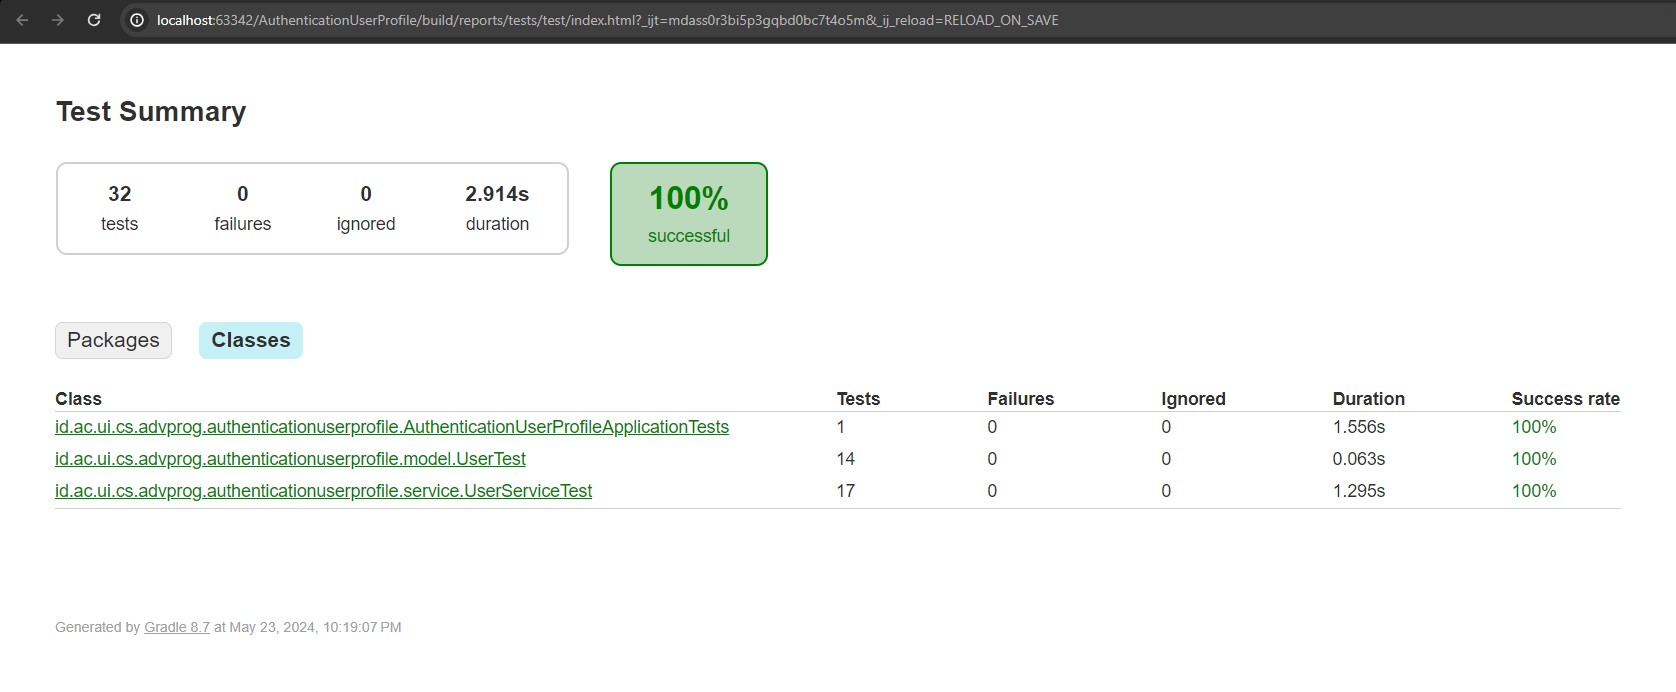 localhost:63342/AuthenticationUserProfile/build/reports/tests/test/index.html?_ijt=mdass0r3bi5p3gqbd0bc7t4o5m&_ij_reload=RELOAD_ON_SAVE
Test Summary
32 0 0 2.914s
tests failures ignored duration
100%
successful
Packages Classes
Class Tests Failures Ignored Duration Success rate
id.ac.ui.cs.advprog.authenticationuserprofile.AuthenticationUserProfileApplicationTests 1 0 0 1.556s 100%
id.ac.ui.cs.advprog.authenticationuserprofile.model.UserTest 14 0 0 0.063s 100%
id.ac.ui.cs.advprog.authenticationuserprofile.service.UserServiceTest 17 0 0 1.295s 100%
Generated by Gradle 8.7 at May 23, 2024, 10:19:07 PM